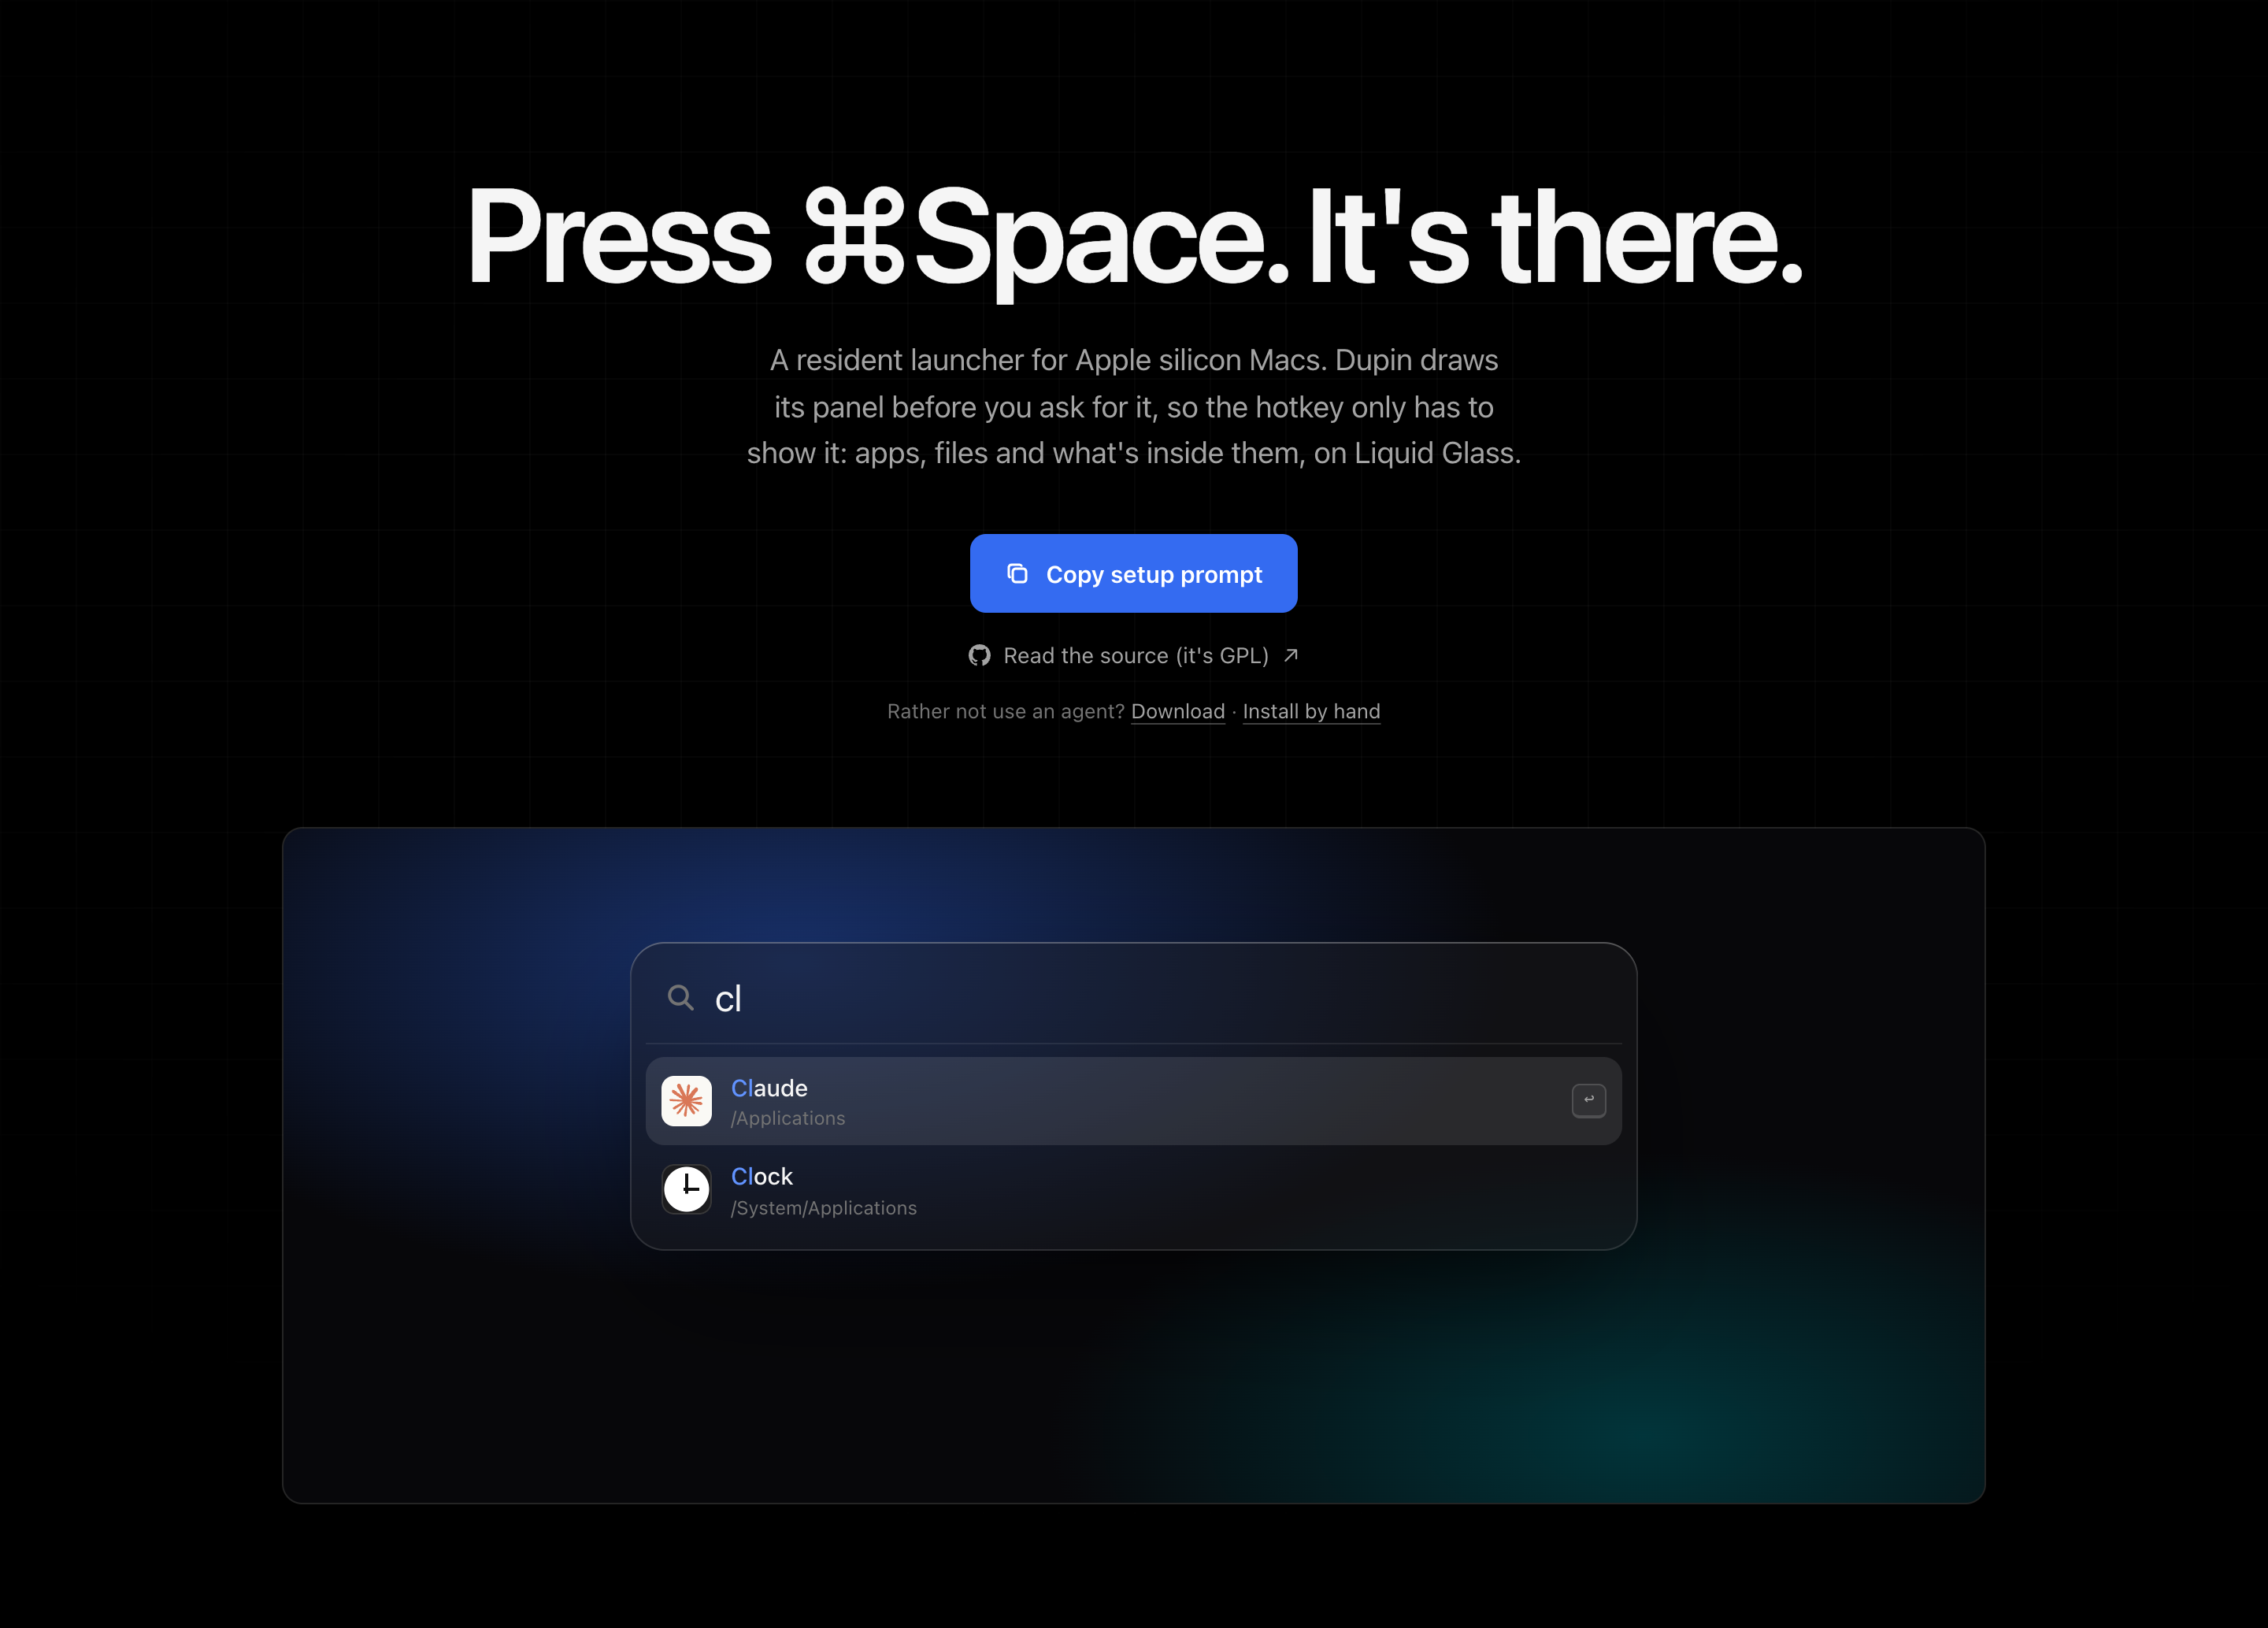 Press ⌘Space. It's there.
A resident launcher for Apple silicon Macs. Dupin draws
its panel before you ask for it, so the hotkey only has to
show it: apps, files and what's inside them, on Liquid Glass.
Copy setup prompt
Read the source (it's GPL) ↗
Rather not use an agent? Download · Install by hand
cl
Claude
/Applications
↩
Clock
/System/Applications